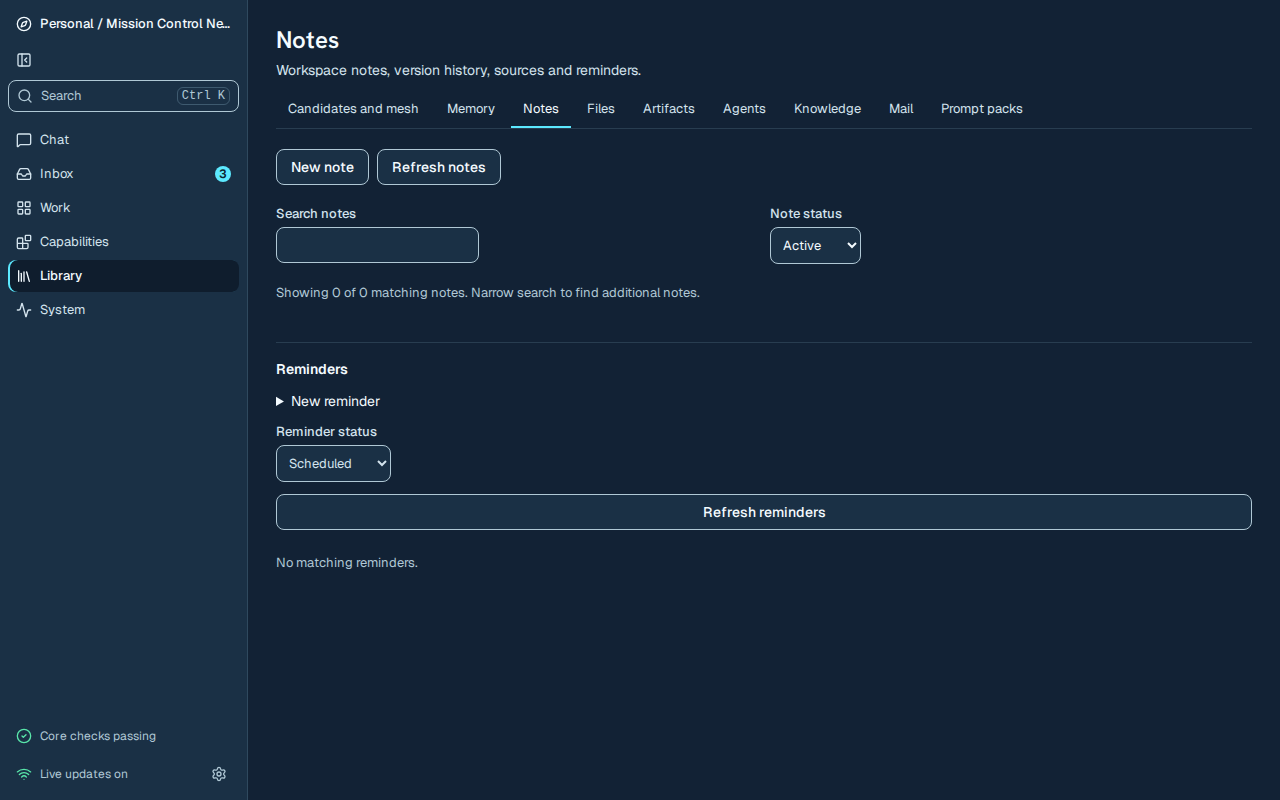 Personal / Mission Control Ne…
Search
Ctrl K
Chat
Inbox
3
Work
Capabilities
Library
System
Core checks passing
Live updates on
Notes
Workspace notes, version history, sources and reminders.
Candidates and mesh
Memory
Notes
Files
Artifacts
Agents
Knowledge
Mail
Prompt packs
New note
Refresh notes
Search notes
Note status
Active
Showing 0 of 0 matching notes. Narrow search to find additional notes.
Reminders
New reminder
Reminder status
Scheduled
Refresh reminders
No matching reminders.